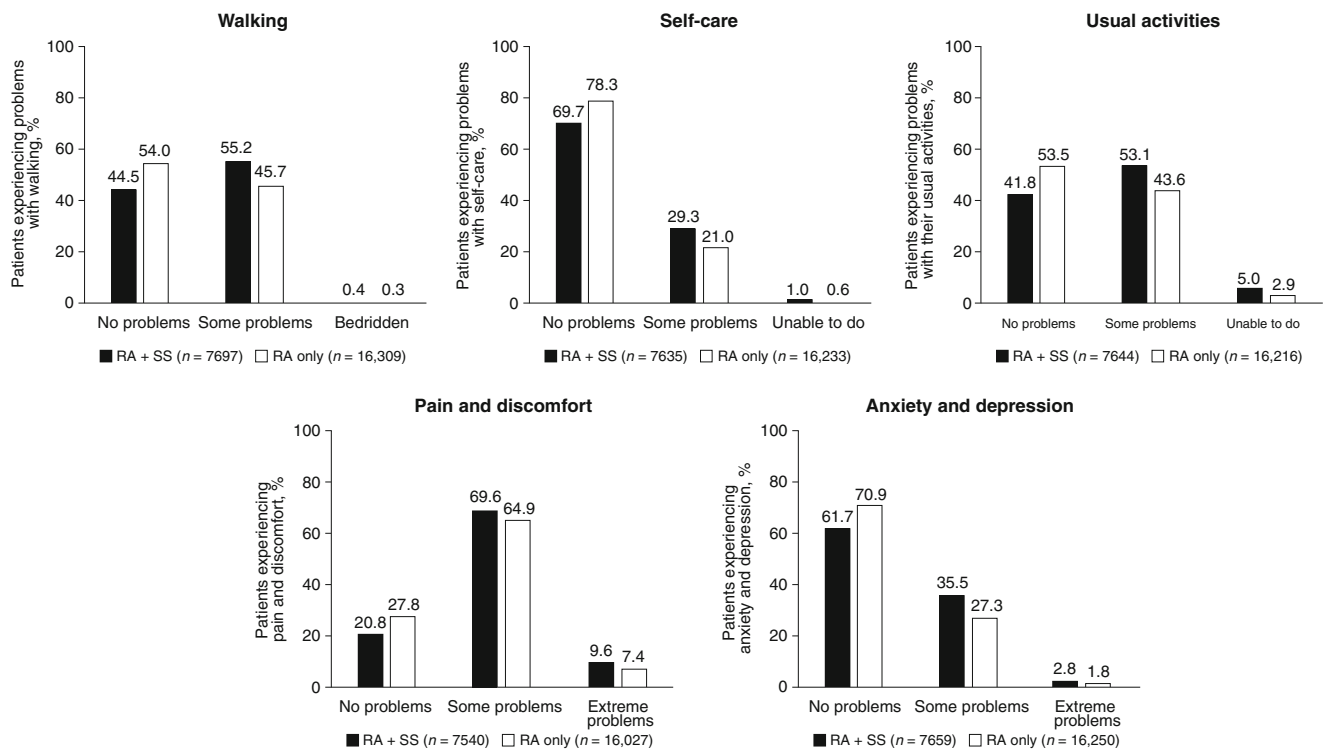 Walking
Patients experiencing problems
with walking, %
100
80
60
40
20
0
44.5
54.0
55.2
45.7
0.4
0.3
No problems
Some problems
Bedridden
RA + SS (n = 7697)
RA only (n = 16,309)
Self-care
Patients experiencing problems
with self-care, %
100
80
60
40
20
0
69.7
78.3
29.3
21.0
1.0
0.6
No problems
Some problems
Unable to do
RA + SS (n = 7635)
RA only (n = 16,233)
Usual activities
Patients experiencing problems
with their usual activities, %
100
80
60
40
20
0
41.8
53.5
53.1
43.6
5.0
2.9
No problems
Some problems
Unable to do
RA + SS (n = 7644)
RA only (n = 16,216)
Pain and discomfort
Patients experiencing
pain and discomfort, %
100
80
60
40
20
0
20.8
27.8
69.6
64.9
9.6
7.4
No problems
Some problems
Extreme
problems
RA + SS (n = 7540)
RA only (n = 16,027)
Anxiety and depression
Patients experiencing
anxiety and depression, %
100
80
60
40
20
0
61.7
70.9
35.5
27.3
2.8
1.8
No problems
Some problems
Extreme
problems
RA + SS (n = 7659)
RA only (n = 16,250)